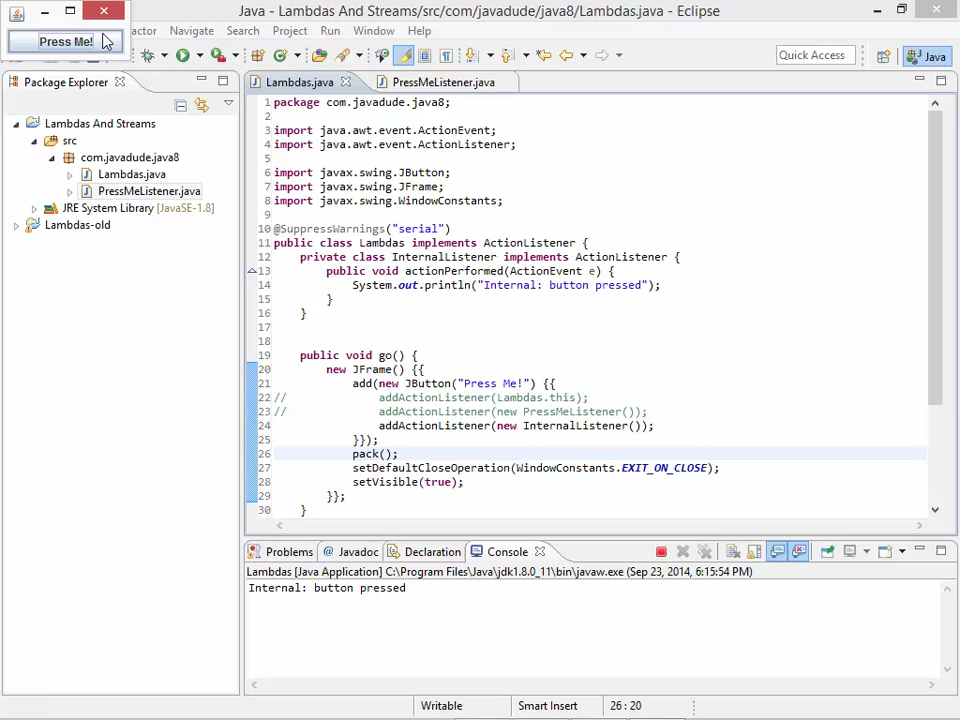 Java - Lambdas And Streams/src/com/javadude/java8/Lambdas.java - Eclipse
Press Me!
actor Navigate Search Project Run Window Help
Quick Access
Java
Package Explorer
Lambdas And Streams
src
com.javadude.java8
Lambdas.java
PressMeListener.java
JRE System Library [JavaSE-1.8]
Lambdas-old
Lambdas.java PressMeListener.java
1 package com.javadude.java8;
2
3 import java.awt.event.ActionEvent;
4 import java.awt.event.ActionListener;
5
6 import javax.swing.JButton;
7 import javax.swing.JFrame;
8 import javax.swing.WindowConstants;
9
10 @SuppressWarnings("serial")
11 public class Lambdas implements ActionListener {
12 private class InternalListener implements ActionListener {
13 public void actionPerformed(ActionEvent e) {
14 System.out.println("Internal: button pressed");
15 }
16 }
17
18
19 public void go() {
20 new JFrame() {{
21 add(new JButton("Press Me!") {{
22 // addActionListener(Lambdas.this);
23 // addActionListener(new PressMeListener());
24 addActionListener(new InternalListener());
25 }});
26 pack();
27 setDefaultCloseOperation(WindowConstants.EXIT_ON_CLOSE);
28 setVisible(true);
29 }};
30 }
Problems @ Javadoc Declaration Console
Lambdas [Java Application] C:\Program Files\Java\jdk1.8.0_11\bin\javaw.exe (Sep 23, 2014, 6:15:54 PM)
Internal: button pressed
Writable Smart Insert 26 : 20